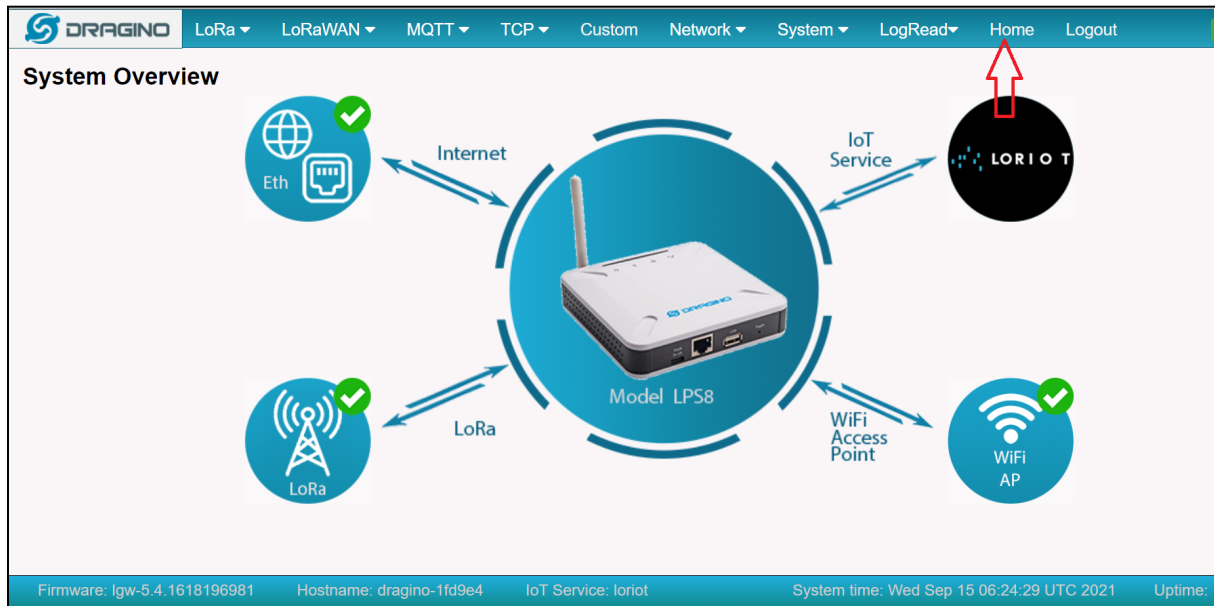 DRAGINO LoRa LoRaWAN MQTT TCP Custom Network System LogRead Home Logout
System Overview
Eth
Internet
IoT
Service
LORIOT
DRAGINO
Model LPS8
LoRa
LoRa
WiFi
Access
Point
WiFi
AP
Firmware: lgw-5.4.1618196981 Hostname: dragino-1fd9e4 IoT Service: loriot System time: Wed Sep 15 06:24:29 UTC 2021 Uptime: